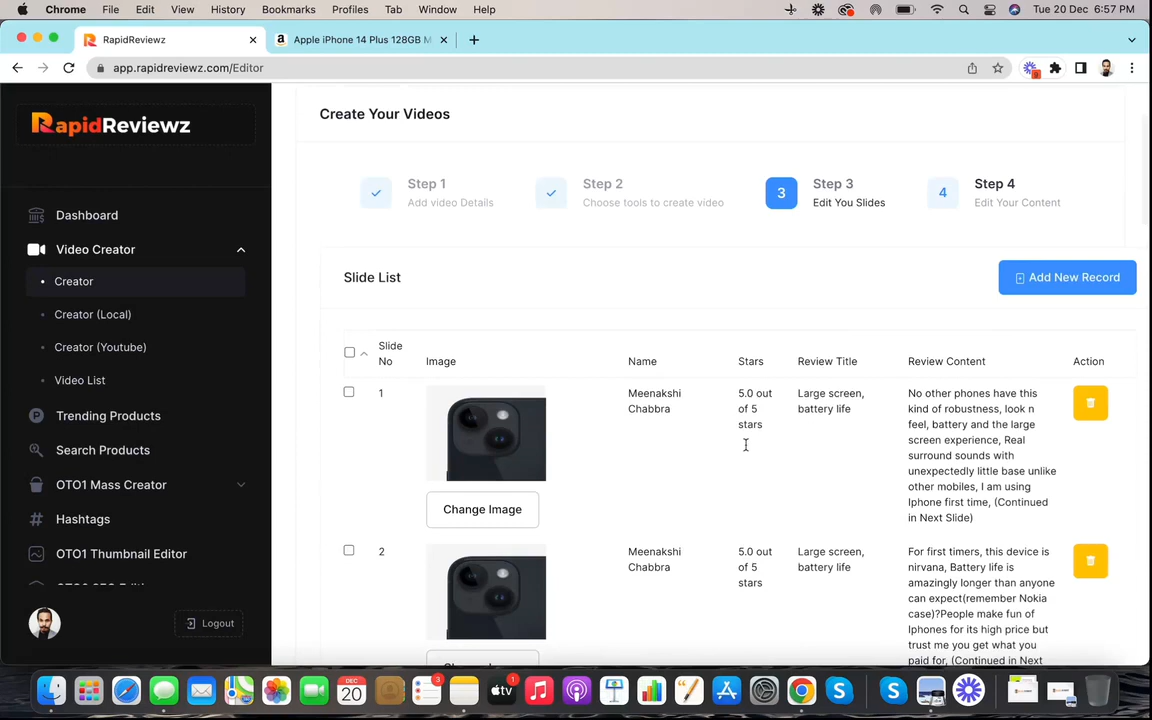 Chrome File Edit View History Bookmarks Profiles Tab Window Help Tue 20 Dec 6:57 PM
RapidReviewz Apple iPhone 14 Plus 128GB M
app.rapidreviewz.com/Editor
RapidReviewz
Dashboard
Video Creator
Creator
Creator (Local)
Creator (Youtube)
Video List
Trending Products
Search Products
OTO1 Mass Creator
Hashtags
OTO1 Thumbnail Editor
Logout
Create Your Videos
Step 1
Add video Details
Step 2
Choose tools to create video
3
Step 3
Edit You Slides
4
Step 4
Edit Your Content
Slide List
Add New Record
Slide No Image Name Stars Review Title Review Content Action
1
Change Image
Meenakshi
Chabbra
5.0 out
of 5
stars
Large screen,
battery life
No other phones have this
kind of robustness, look n
feel, battery and the large
screen experience, Real
surround sounds with
unexpectedly little base unlike
other mobiles, I am using
Iphone first time, (Continued
in Next Slide)
2
Meenakshi
Chabbra
5.0 out
of 5
stars
Large screen,
battery life
For first timers, this device is
nirvana, Battery life is
amazingly longer than anyone
can expect(remember Nokia
case)?People make fun of
Iphones for its high price but
trust me you get what you
paid for, (Continued in Next
DEC
20
3
tv
1